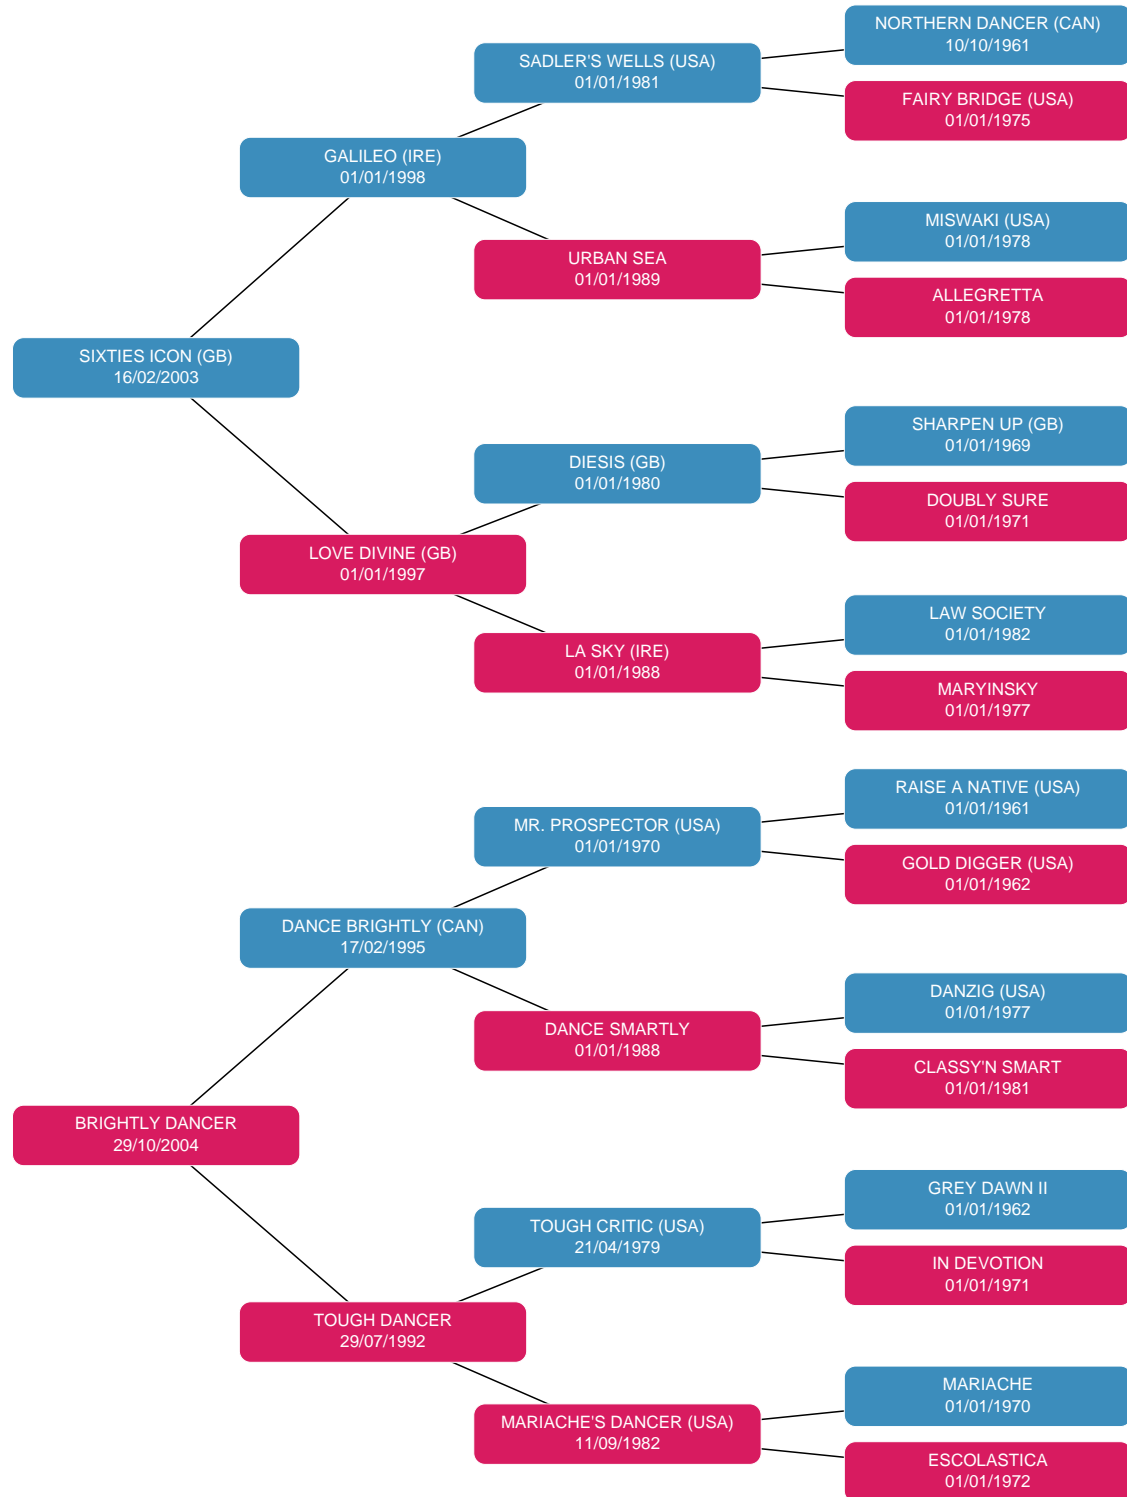 NORTHERN DANCER (CAN)
10/10/1961
SADLER'S WELLS (USA)
01/01/1981
FAIRY BRIDGE (USA)
01/01/1975
GALILEO (IRE)
01/01/1998
MISWAKI (USA)
01/01/1978
URBAN SEA
01/01/1989
ALLEGRETTA
01/01/1978
SIXTIES ICON (GB)
16/02/2003
SHARPEN UP (GB)
01/01/1969
DIESIS (GB)
01/01/1980
DOUBLY SURE
01/01/1971
LOVE DIVINE (GB)
01/01/1997
LAW SOCIETY
01/01/1982
LA SKY (IRE)
01/01/1988
MARYINSKY
01/01/1977
RAISE A NATIVE (USA)
01/01/1961
MR. PROSPECTOR (USA)
01/01/1970
GOLD DIGGER (USA)
01/01/1962
DANCE BRIGHTLY (CAN)
17/02/1995
DANZIG (USA)
01/01/1977
DANCE SMARTLY
01/01/1988
CLASSY'N SMART
01/01/1981
BRIGHTLY DANCER
29/10/2004
GREY DAWN II
01/01/1962
TOUGH CRITIC (USA)
21/04/1979
IN DEVOTION
01/01/1971
TOUGH DANCER
29/07/1992
MARIACHE
01/01/1970
MARIACHE'S DANCER (USA)
11/09/1982
ESCOLASTICA
01/01/1972